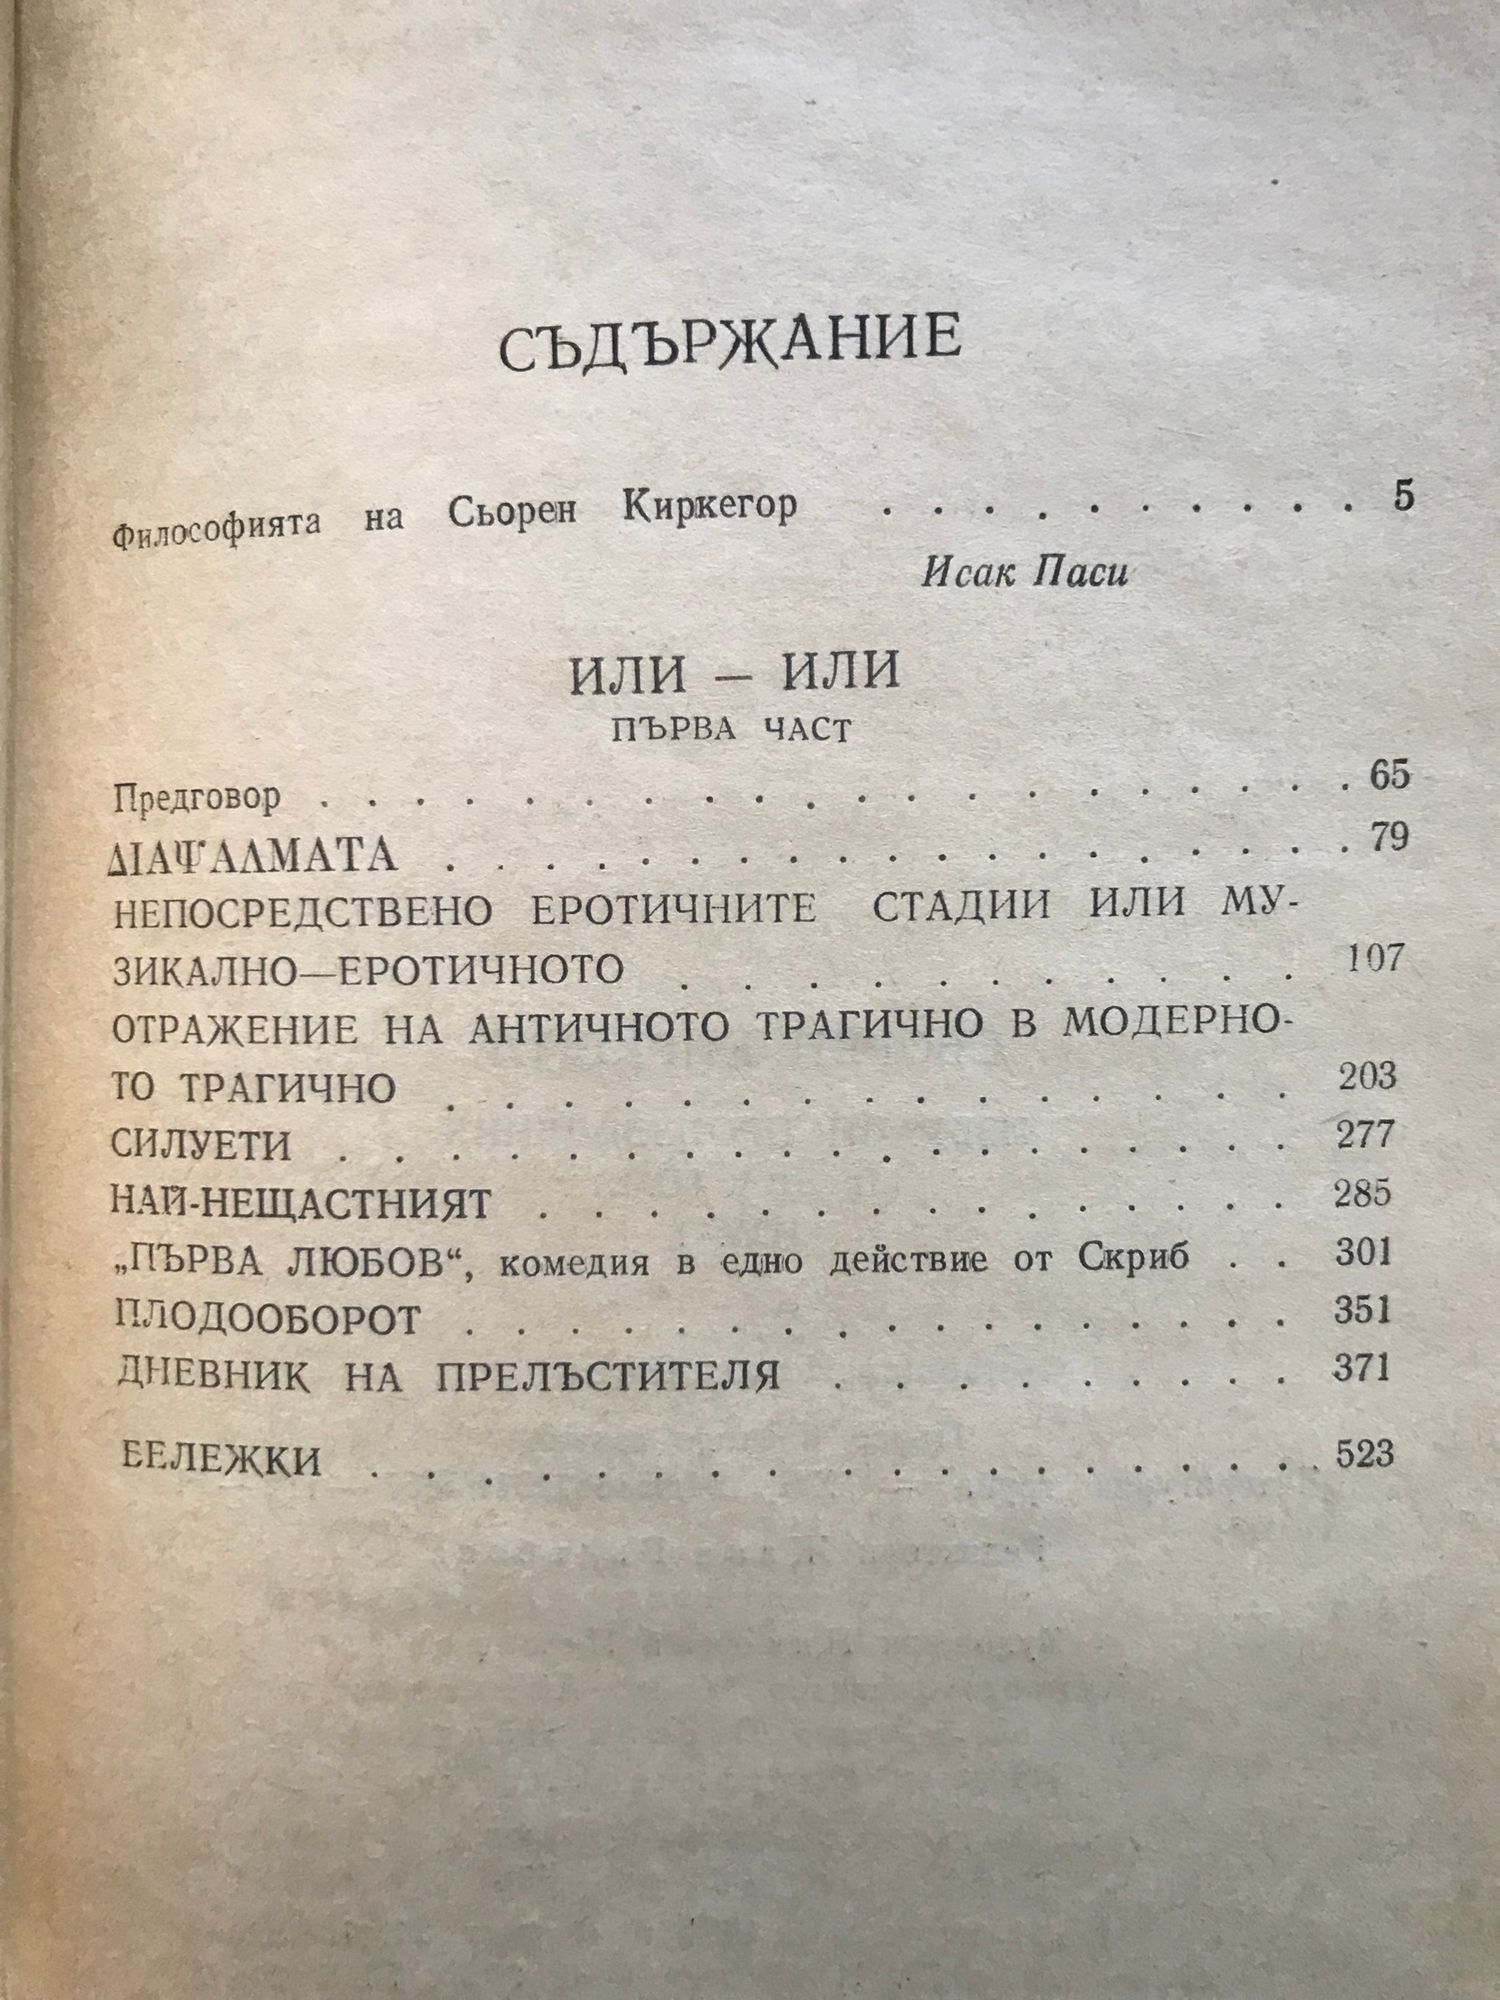 СЪДЪРЖАНИЕ
Философията на Сьорен Киркегор . . . . . . . . . . 5
Исак Паси
ИЛИ — ИЛИ
ПЪРВА ЧАСТ
Предговор . . . . . . . . . . . . . . . . . . . 65
ΔΙΑΨΑΛΜΑΤΑ . . . . . . . . . . . . . . . . . . 79
НЕПОСРЕДСТВЕНО ЕРОТИЧНИТЕ СТАДИИ ИЛИ МУ-
ЗИКАЛНО—ЕРОТИЧНОТО . . . . . . . . . . 107
ОТРАЖЕНИЕ НА АНТИЧНОТО ТРАГИЧНО В МОДЕРНО-
ТО ТРАГИЧНО . . . . . . . . . . . . . . . 203
СИЛУЕТИ . . . . . . . . . . . . . . . . . 277
НАЙ-НЕЩАСТНИЯТ . . . . . . . . . . . . . . 285
„ПЪРВА ЛЮБОВ“, комедия в едно действие от Скриб . . 301
ПЛОДООБОРОТ . . . . . . . . . . . . . . . . 351
ДНЕВНИК НА ПРЕЛЪСТИТЕЛЯ . . . . . . . . 371
БЕЛЕЖКИ . . . . . . . . . . . . . . . . . . 523